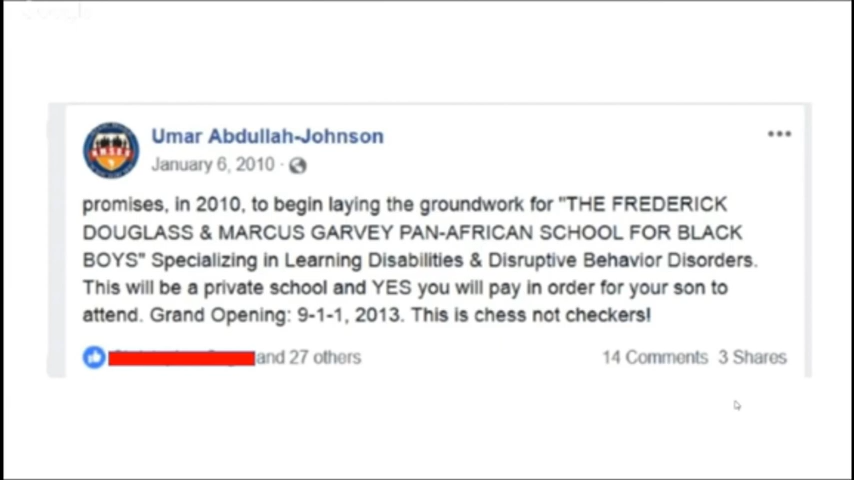 Umar Abdullah-Johnson
January 6, 2010 ·
promises, in 2010, to begin laying the groundwork for "THE FREDERICK
DOUGLASS & MARCUS GARVEY PAN-AFRICAN SCHOOL FOR BLACK
BOYS" Specializing in Learning Disabilities & Disruptive Behavior Disorders.
This will be a private school and YES you will pay in order for your son to
attend. Grand Opening: 9-1-1, 2013. This is chess not checkers!
and 27 others 14 Comments 3 Shares